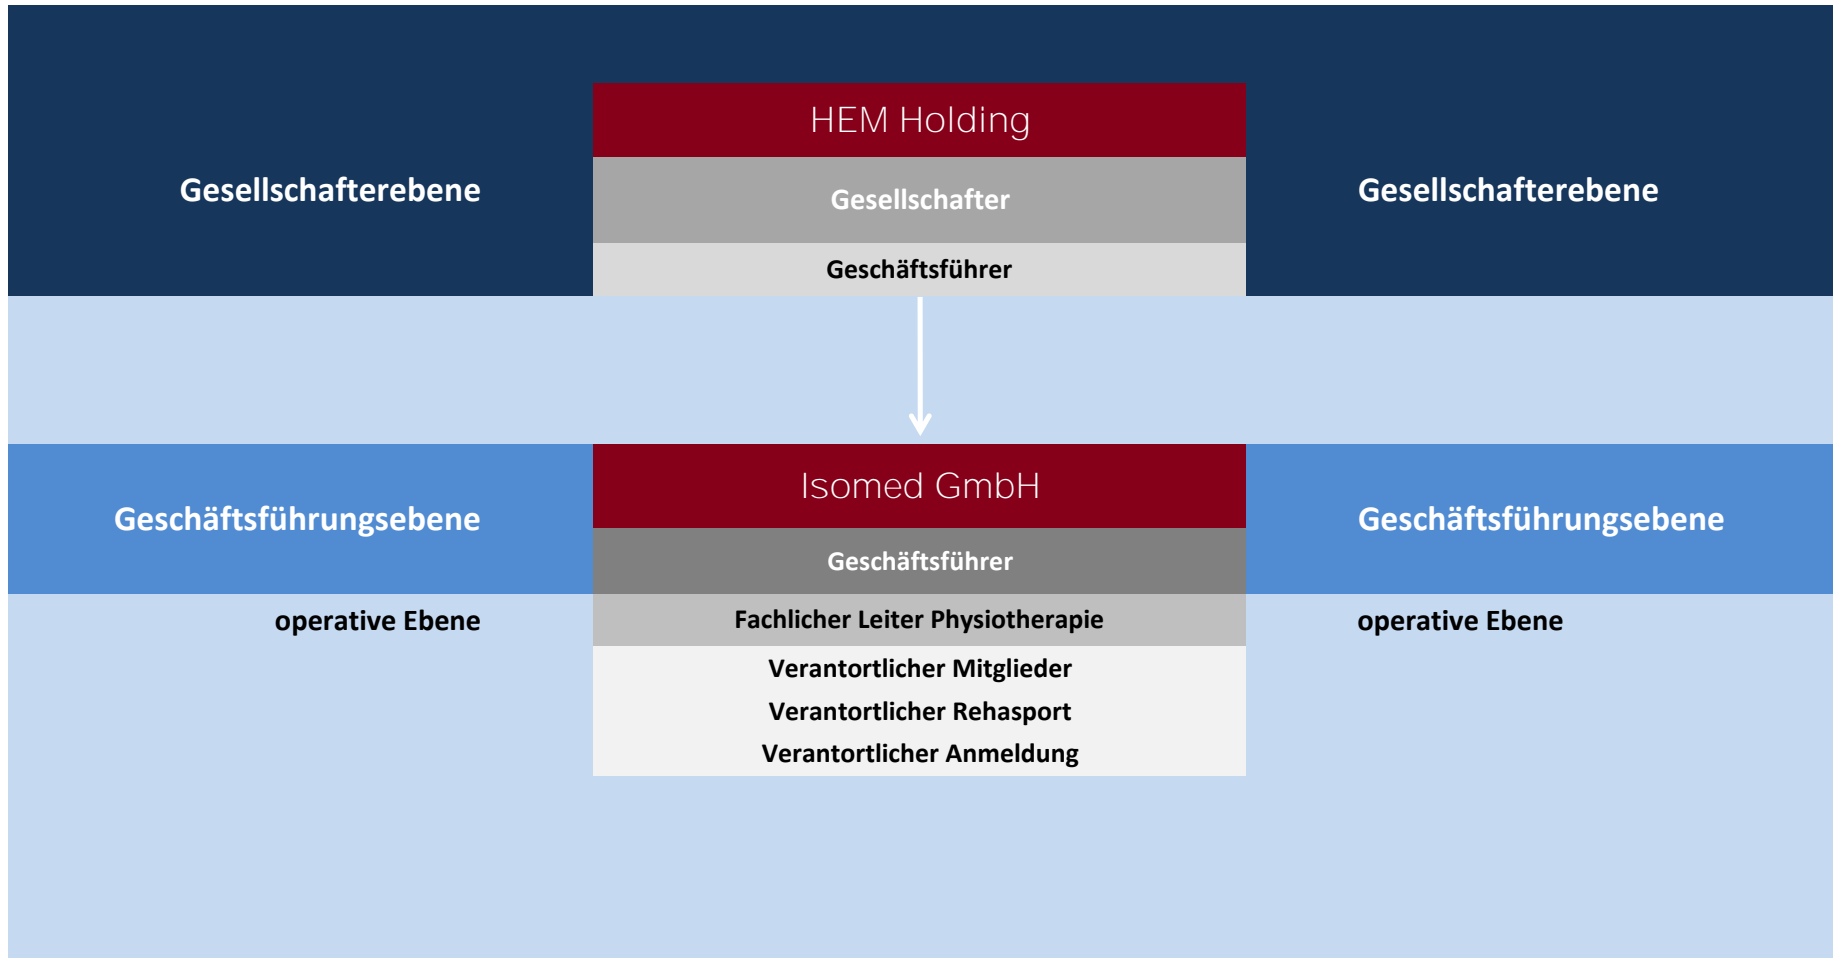 HEM Holding
Gesellschafterebene
Gesellschafter
Gesellschafterebene
Geschäftsführer
Isomed GmbH
Geschäftsführungsebene
Geschäftsführer
Geschäftsführungsebene
operative Ebene
Fachlicher Leiter Physiotherapie
operative Ebene
Verantortlicher Mitglieder
Verantortlicher Rehasport
Verantortlicher Anmeldung